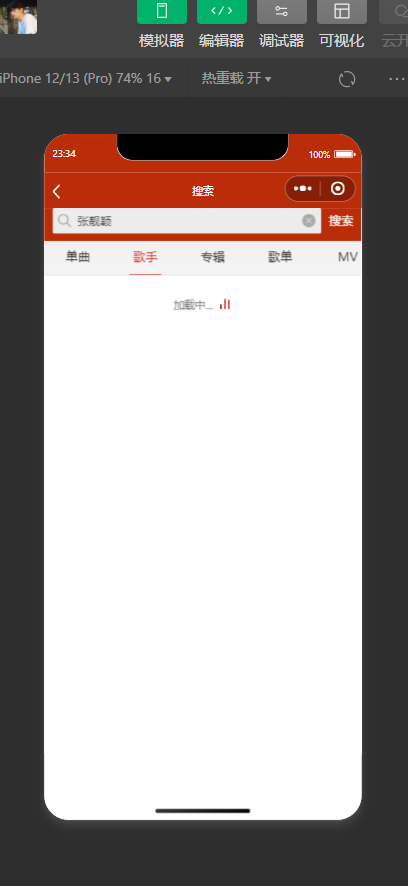 模拟器 编辑器 调试器 可视化 云开
iPhone 12/13 (Pro) 74% 16 热重载 开
23:34 100%
搜索
张靓颖 搜索
单曲 歌手 专辑 歌单 MV
加载中...